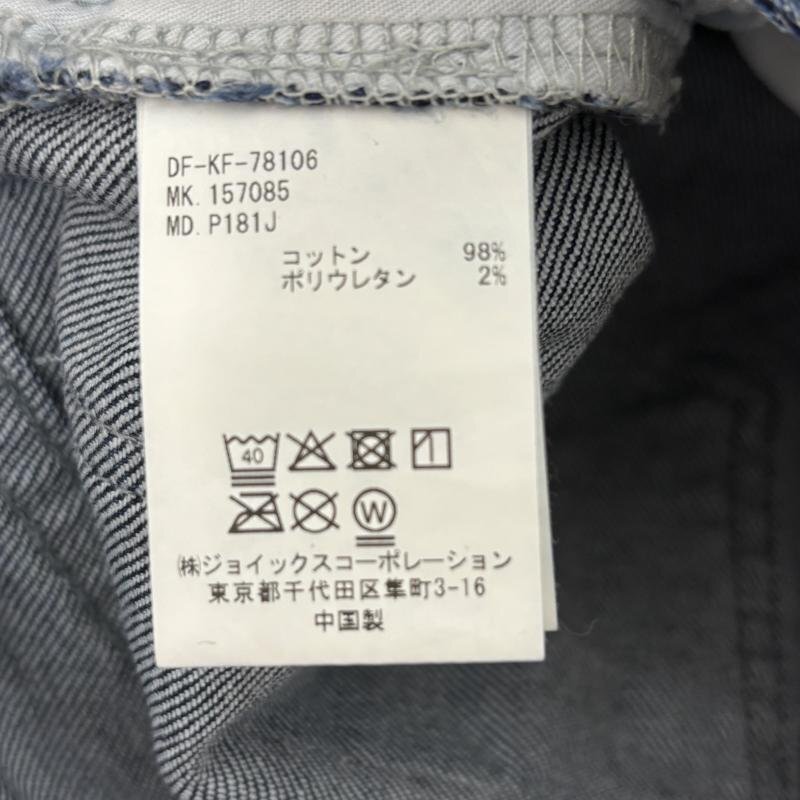 DF-KF-78106
MK. 157085
MD. P181J
コットン 98%
ポリウレタン 2%
40
W
㈱ジョイックスコーポレーション
東京都千代田区隼町3-16
中国製